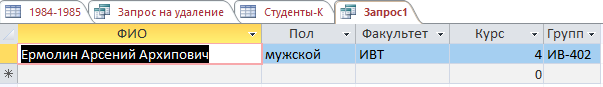 1984-1985 Запрос на удаление Студенты-К Запрос1
ФИО Пол Факультет Курс Групп
Ермолин Арсений Архипович мужской ИВТ 4 ИВ-402
* 0